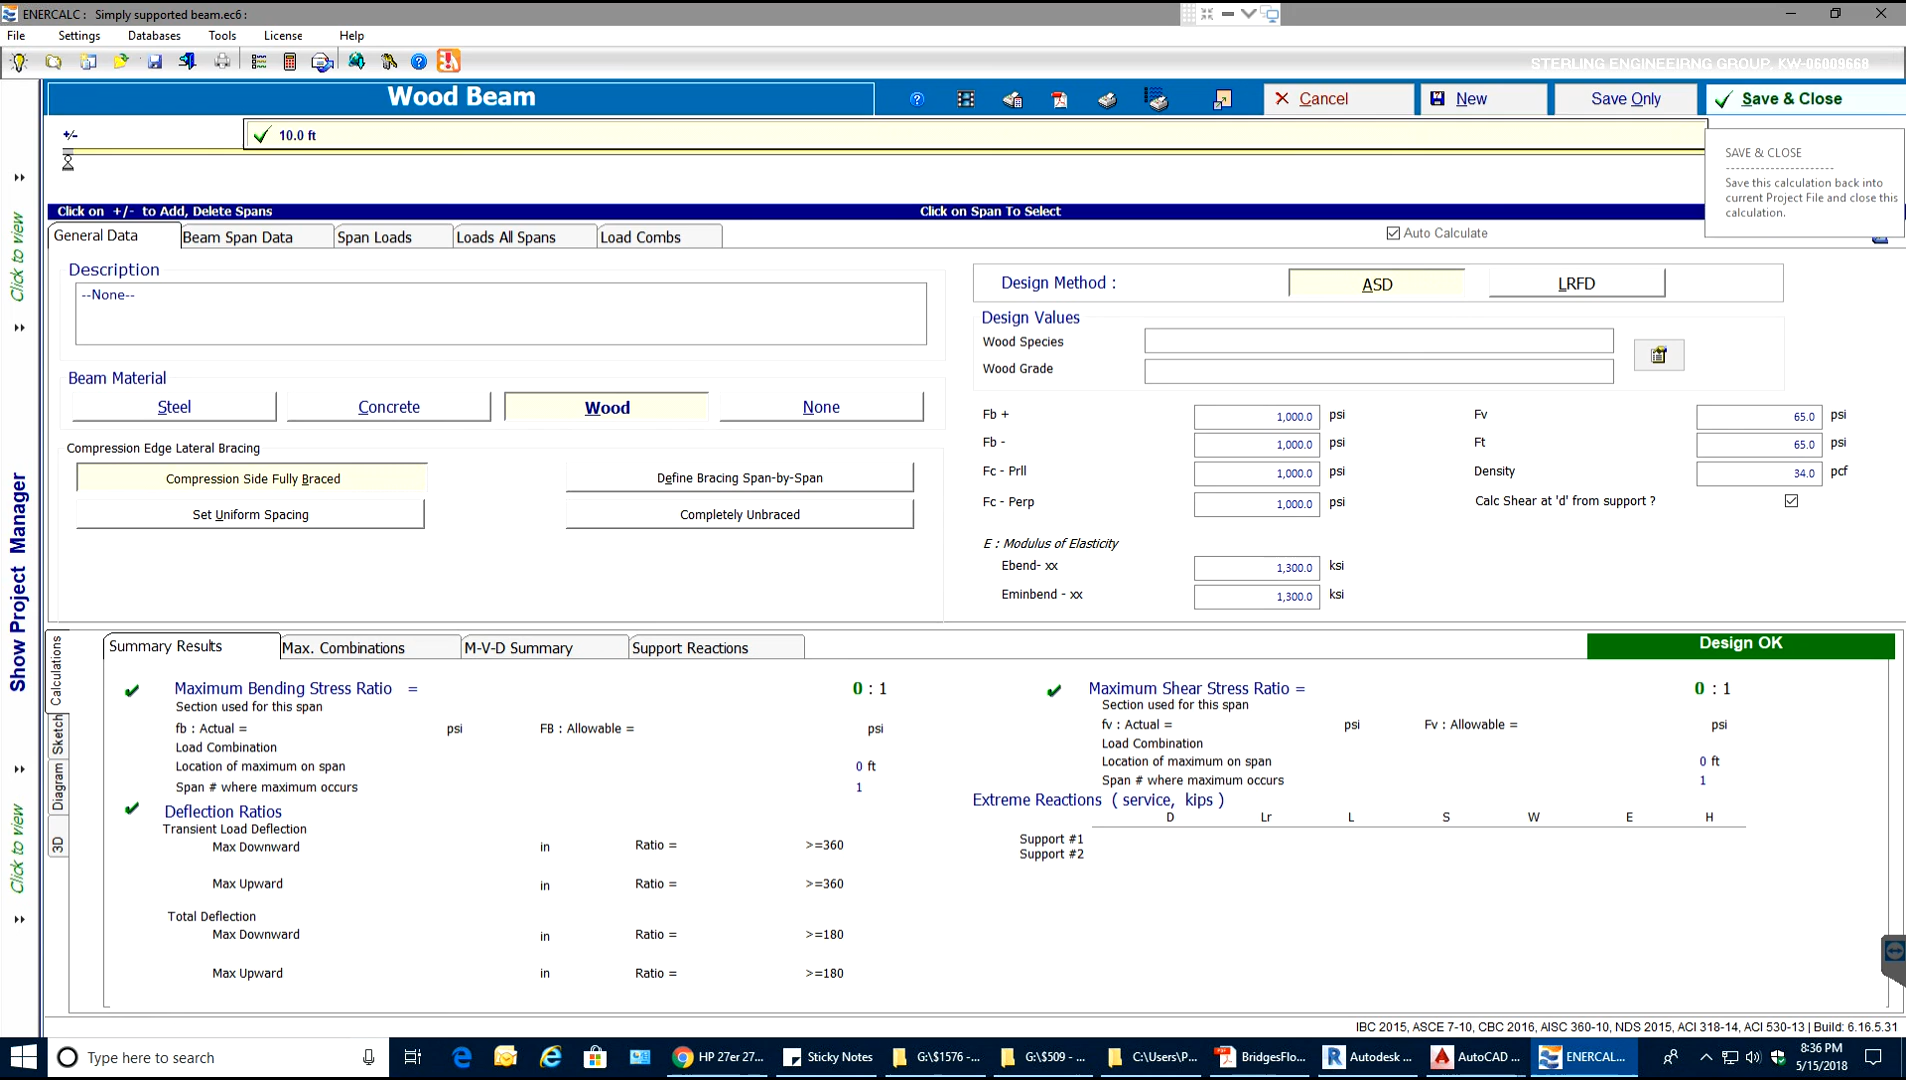 ENERCALC : Simply supported beam.ec6 :
File Settings Databases Tools License Help
STERLING ENGINEEIRNG GROUP, KW-06009668
Wood Beam
Cancel New Save Only Save & Close
+/- 10.0 ft
SAVE & CLOSE
----------------------
Save this calculation back into
current Project File and close this
calculation.
Click on +/- to Add, Delete Spans Click on Span To Select
General Data Beam Span Data Span Loads Loads All Spans Load Combs Auto Calculate
Click to view
Show Project Manager
Click to view
Description
--None--
Beam Material
Steel Concrete Wood None
Compression Edge Lateral Bracing
Compression Side Fully Braced Define Bracing Span-by-Span
Set Uniform Spacing Completely Unbraced
Design Method : ASD LRFD
Design Values
Wood Species
Wood Grade
Fb + 1,000.0 psi Fv 65.0 psi
Fb - 1,000.0 psi Ft 65.0 psi
Fc - Prll 1,000.0 psi Density 34.0 pcf
Fc - Perp 1,000.0 psi Calc Shear at 'd' from support ?
E : Modulus of Elasticity
Ebend- xx 1,300.0 ksi
Eminbend - xx 1,300.0 ksi
Calculations
Sketch
Diagram
3D
Summary Results Max. Combinations M-V-D Summary Support Reactions Design OK
Maximum Bending Stress Ratio = 0 : 1
Section used for this span
fb : Actual = psi FB : Allowable = psi
Load Combination
Location of maximum on span 0 ft
Span # where maximum occurs 1
Deflection Ratios
Transient Load Deflection
Max Downward in Ratio = >=360
Max Upward in Ratio = >=360
Total Deflection
Max Downward in Ratio = >=180
Max Upward in Ratio = >=180
Maximum Shear Stress Ratio = 0 : 1
Section used for this span
fv : Actual = psi Fv : Allowable = psi
Load Combination
Location of maximum on span 0 ft
Span # where maximum occurs 1
Extreme Reactions ( service, kips )
D Lr L S W E H
Support #1
Support #2
IBC 2015, ASCE 7-10, CBC 2016, AISC 360-10, NDS 2015, ACI 318-14, ACI 530-13 | Build: 6.16.5.31
Type here to search HP 27er 27... Sticky Notes G:\$1576 -... G:\$509 - ... C:\Users\P... BridgesFlo... Autodesk ... AutoCAD ... ENERCAL... 8:36 PM
5/15/2018